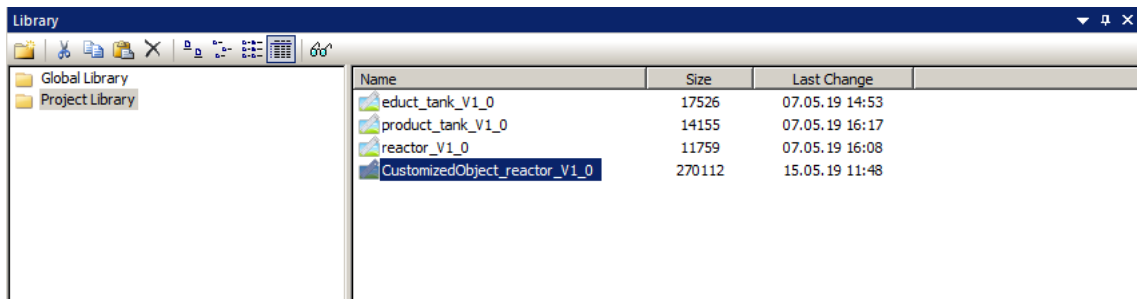 Library
Global Library
Project Library
Name Size Last Change
educt_tank_V1_0 17526 07.05.19 14:53
product_tank_V1_0 14155 07.05.19 16:17
reactor_V1_0 11759 07.05.19 16:08
CustomizedObject_reactor_V1_0 270112 15.05.19 11:48